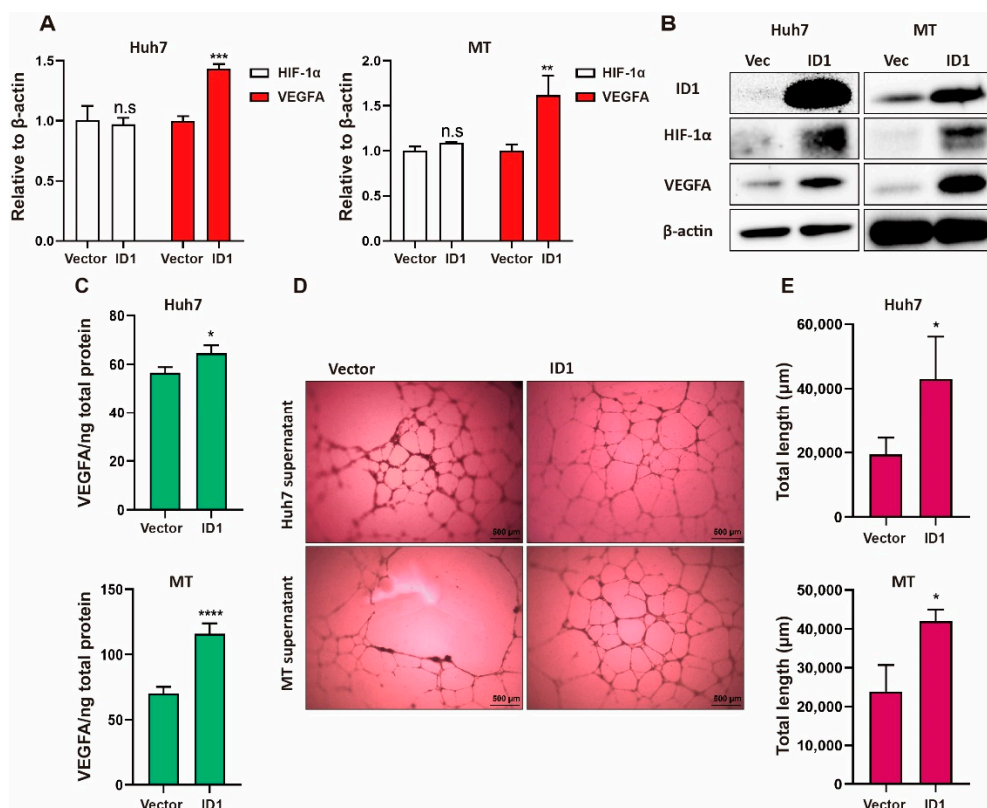 A
Huh7
Relative to β-actin
1.5
1.0
0.5
0.0
n.s
***
HIF-1α
VEGFA
Vector ID1 Vector ID1
MT
Relative to β-actin
2.0
1.5
1.0
0.5
0.0
n.s
**
HIF-1α
VEGFA
Vector ID1 Vector ID1
B
Huh7 MT
Vec ID1 Vec ID1
ID1
HIF-1α
VEGFA
β-actin
C
Huh7
VEGFA/ng total protein
80
60
40
20
0
*
Vector ID1
MT
VEGFA/ng total protein
150
100
50
0
****
Vector ID1
D
Vector ID1
Huh7 supernatant
500 µm
500 µm
MT supernatant
500 µm
500 µm
E
Huh7
Total length (µm)
60,000
40,000
20,000
0
*
Vector ID1
MT
Total length (µm)
50,000
40,000
30,000
20,000
10,000
0
*
Vector ID1